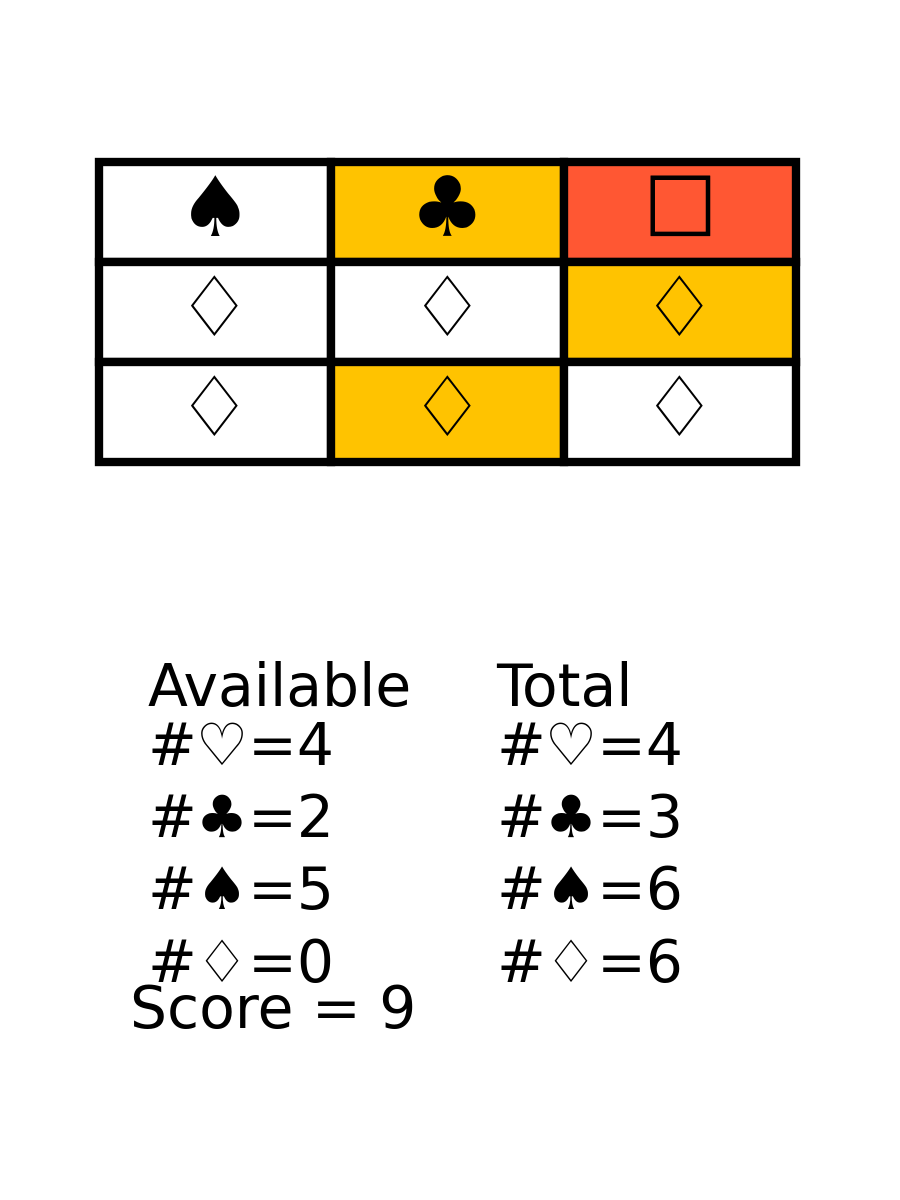 ♠ ♣ □
♢ ♢ ♢
♢ ♢ ♢
Available Total
#♡=4 #♡=4
#♣=2 #♣=3
#♠=5 #♠=6
#♢=0 #♢=6
Score = 9